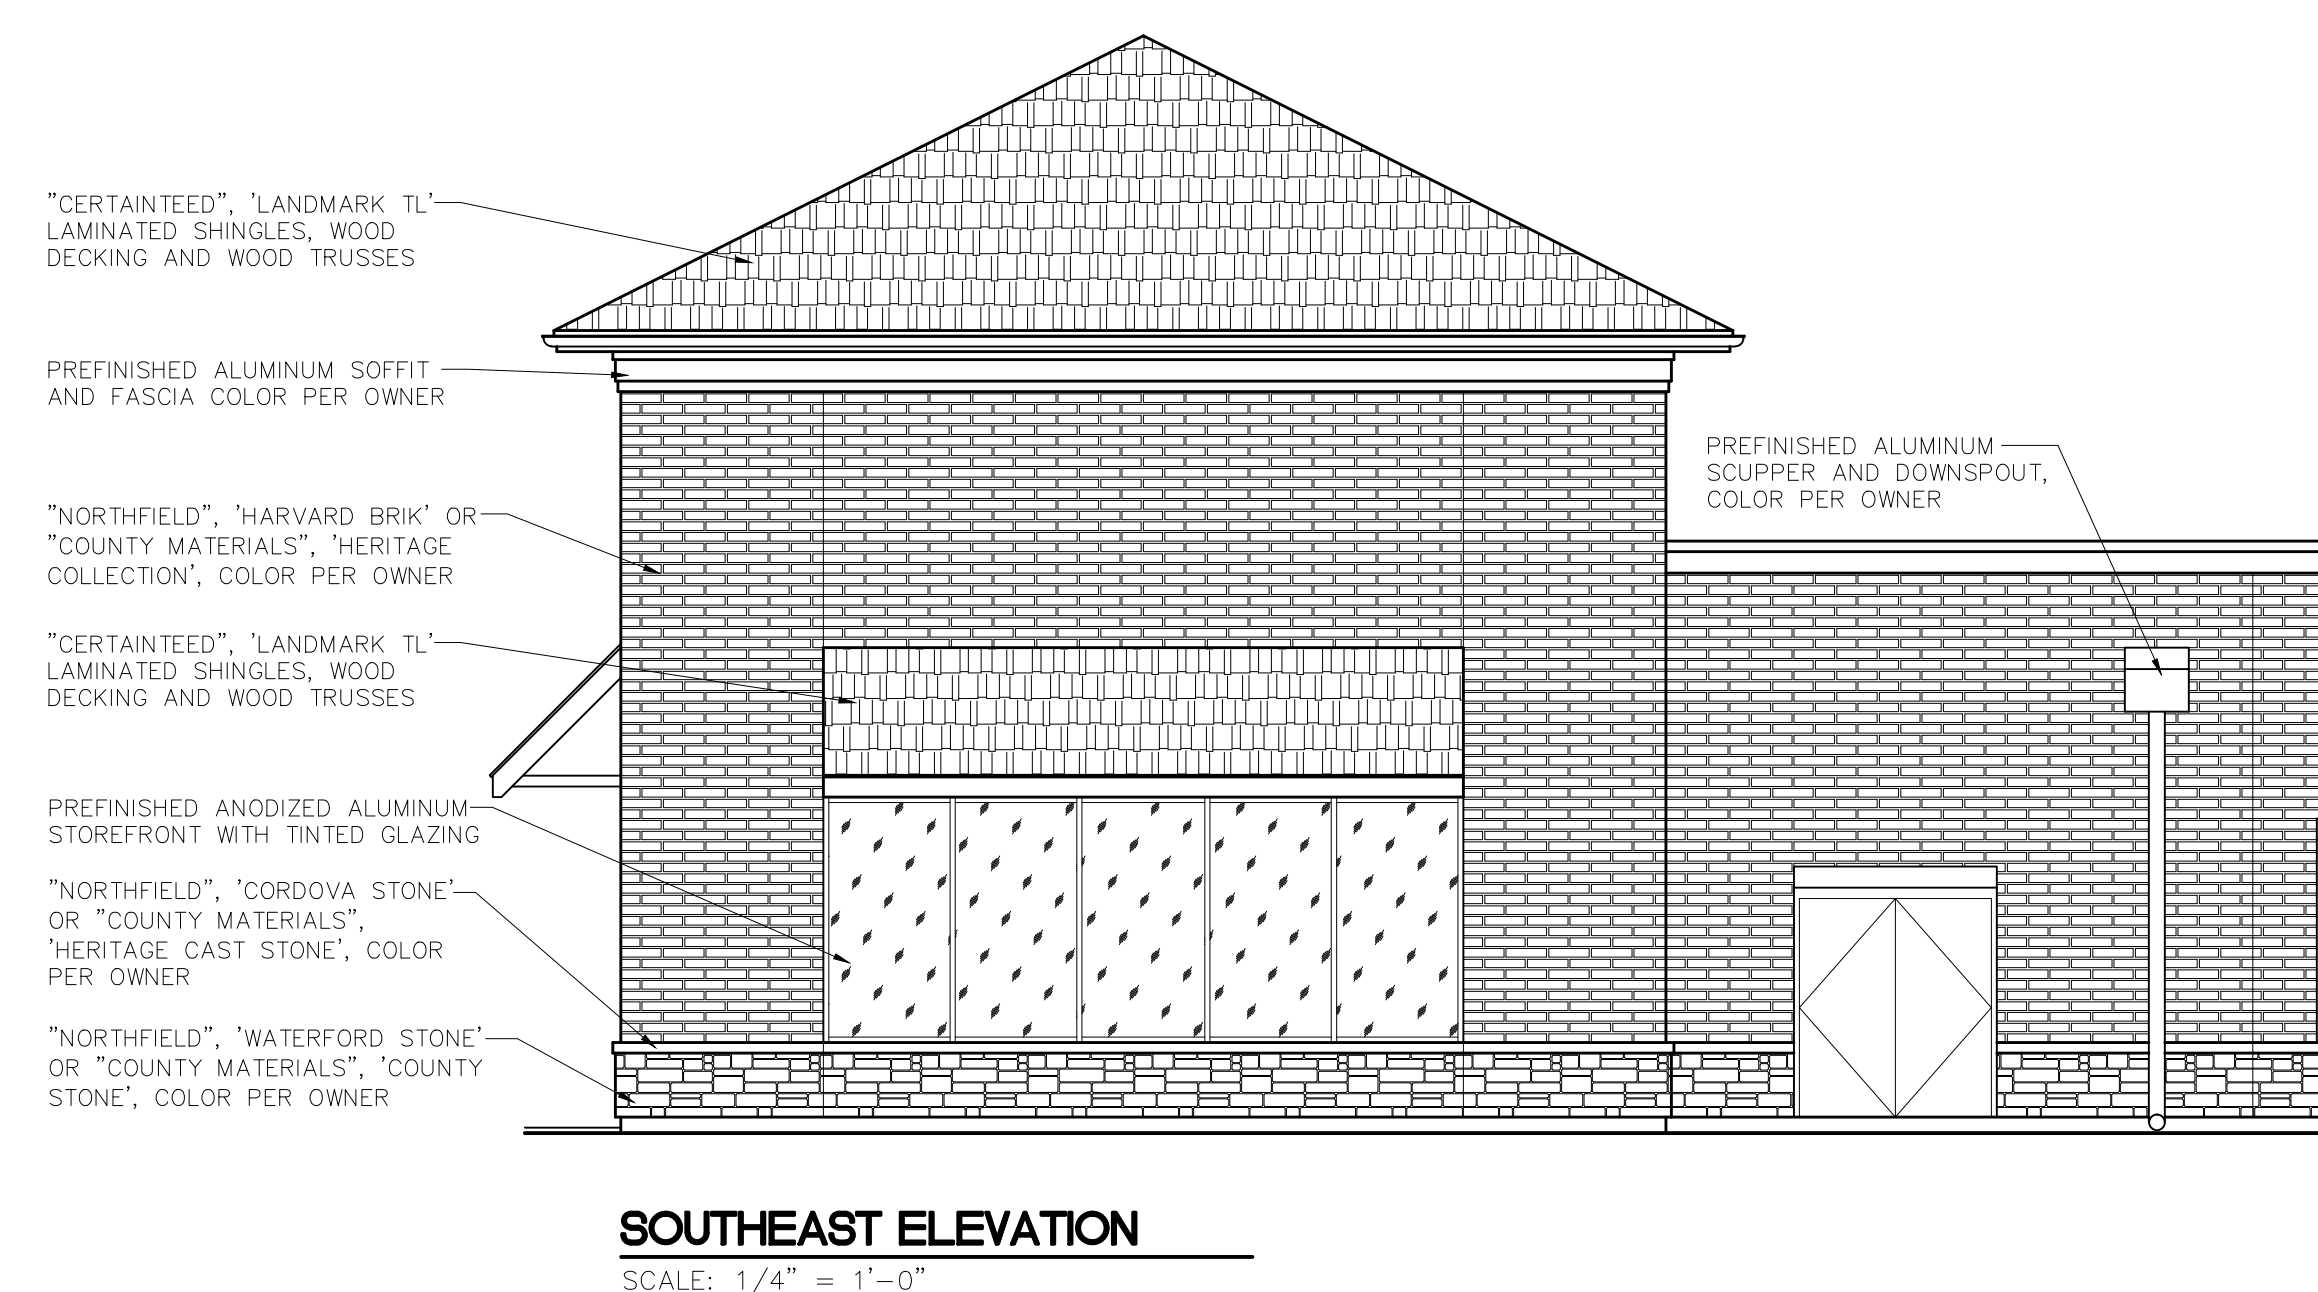 "CERTAINTEED", 'LANDMARK TL'
LAMINATED SHINGLES, WOOD
DECKING AND WOOD TRUSSES
PREFINISHED ALUMINUM SOFFIT
AND FASCIA COLOR PER OWNER
"NORTHFIELD", 'HARVARD BRIK' OR
"COUNTY MATERIALS", 'HERITAGE
COLLECTION', COLOR PER OWNER
"CERTAINTEED", 'LANDMARK TL'
LAMINATED SHINGLES, WOOD
DECKING AND WOOD TRUSSES
PREFINISHED ANODIZED ALUMINUM
STOREFRONT WITH TINTED GLAZING
"NORTHFIELD", 'CORDOVA STONE'
OR "COUNTY MATERIALS",
'HERITAGE CAST STONE', COLOR
PER OWNER
"NORTHFIELD", 'WATERFORD STONE'
OR "COUNTY MATERIALS", 'COUNTY
STONE', COLOR PER OWNER
PREFINISHED ALUMINUM
SCUPPER AND DOWNSPOUT,
COLOR PER OWNER
SOUTHEAST ELEVATION
SCALE: 1/4" = 1'-0"